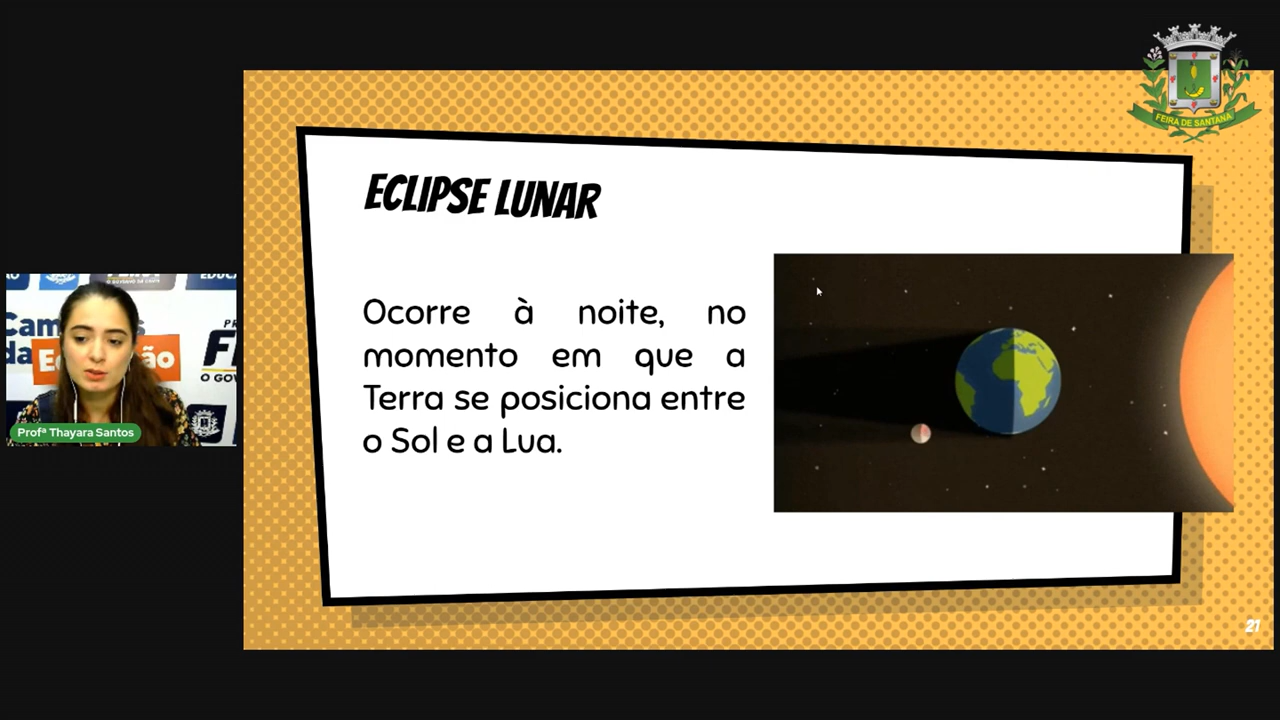 FEIRA DE SANTANA
ECLIPSE LUNAR
Ocorre à noite, no
momento em que a
Terra se posiciona entre
o Sol e a Lua.
Profª Thayara Santos
21